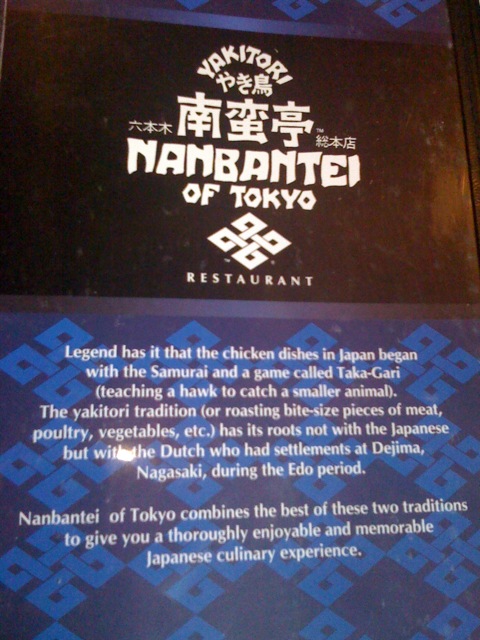 YAKITORI
やき鳥
六本木 南蛮亭™ 総本店
NANBANTEI
OF TOKYO
RESTAURANT
Legend has it that the chicken dishes in Japan began
with the Samurai and a game called Taka-Gari
(teaching a hawk to catch a smaller animal).
The yakitori tradition (or roasting bite-size pieces of meat,
poultry, vegetables, etc.) has its roots not with the Japanese
but with the Dutch who had settlements at Dejima,
Nagasaki, during the Edo period.
Nanbantei of Tokyo combines the best of these two traditions
to give you a thoroughly enjoyable and memorable
Japanese culinary experience.